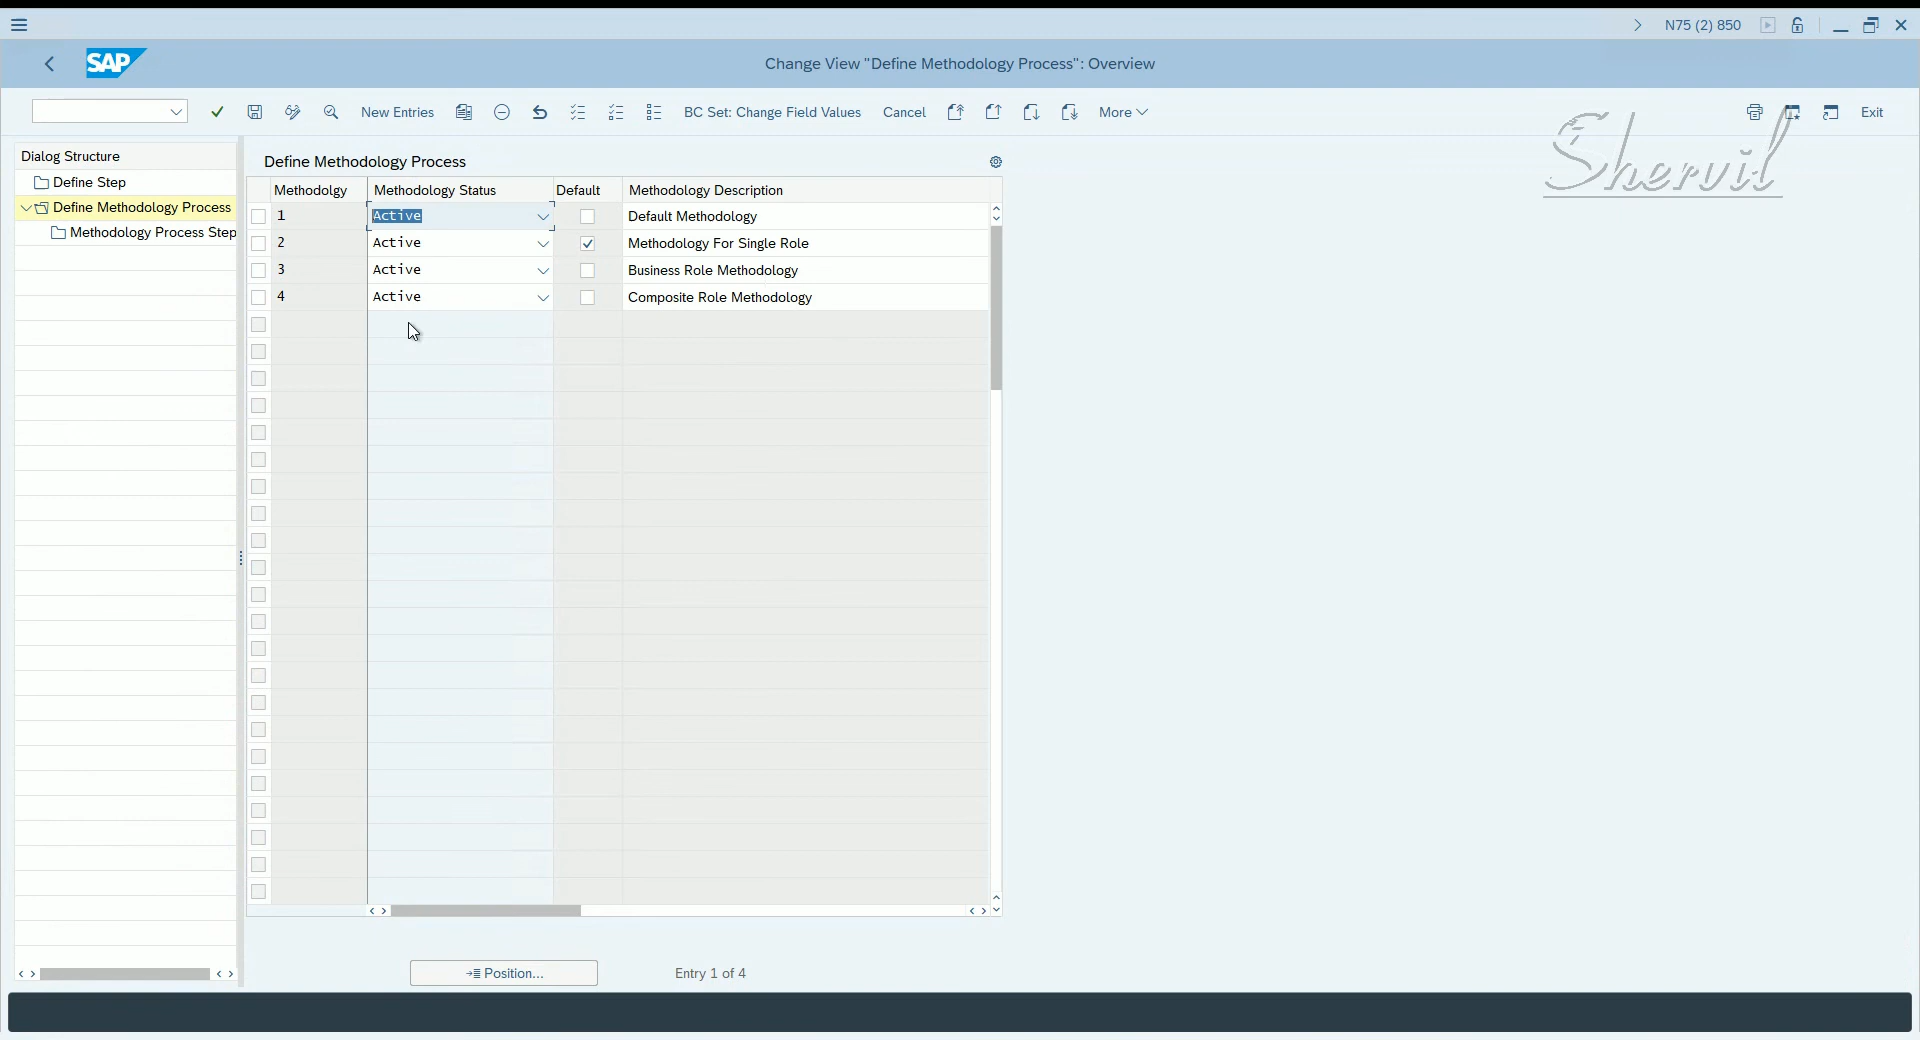 N75 (2) 850
SAP
Change View "Define Methodology Process": Overview
New Entries
BC Set: Change Field Values
Cancel
More
Exit
Shervil
Dialog Structure
Define Step
Define Methodology Process
Methodology Process Step
Define Methodology Process
Methodolgy Methodology Status Default Methodology Description
1 Active Default Methodology
2 Active Methodology For Single Role
3 Active Business Role Methodology
4 Active Composite Role Methodology
Position...
Entry 1 of 4